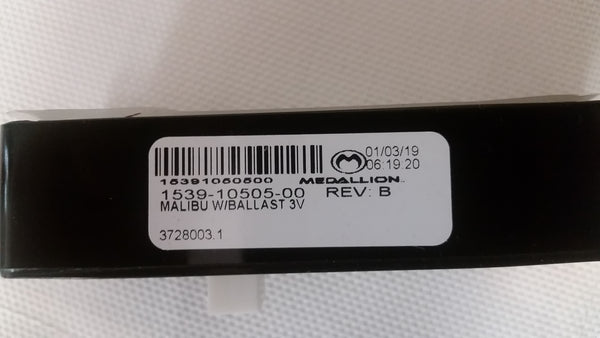 01/03/19
06:19.20
15391050500 MEDALLION
1539-10505-00 REV: B
MALIBU W/BALLAST 3V
3728003.1